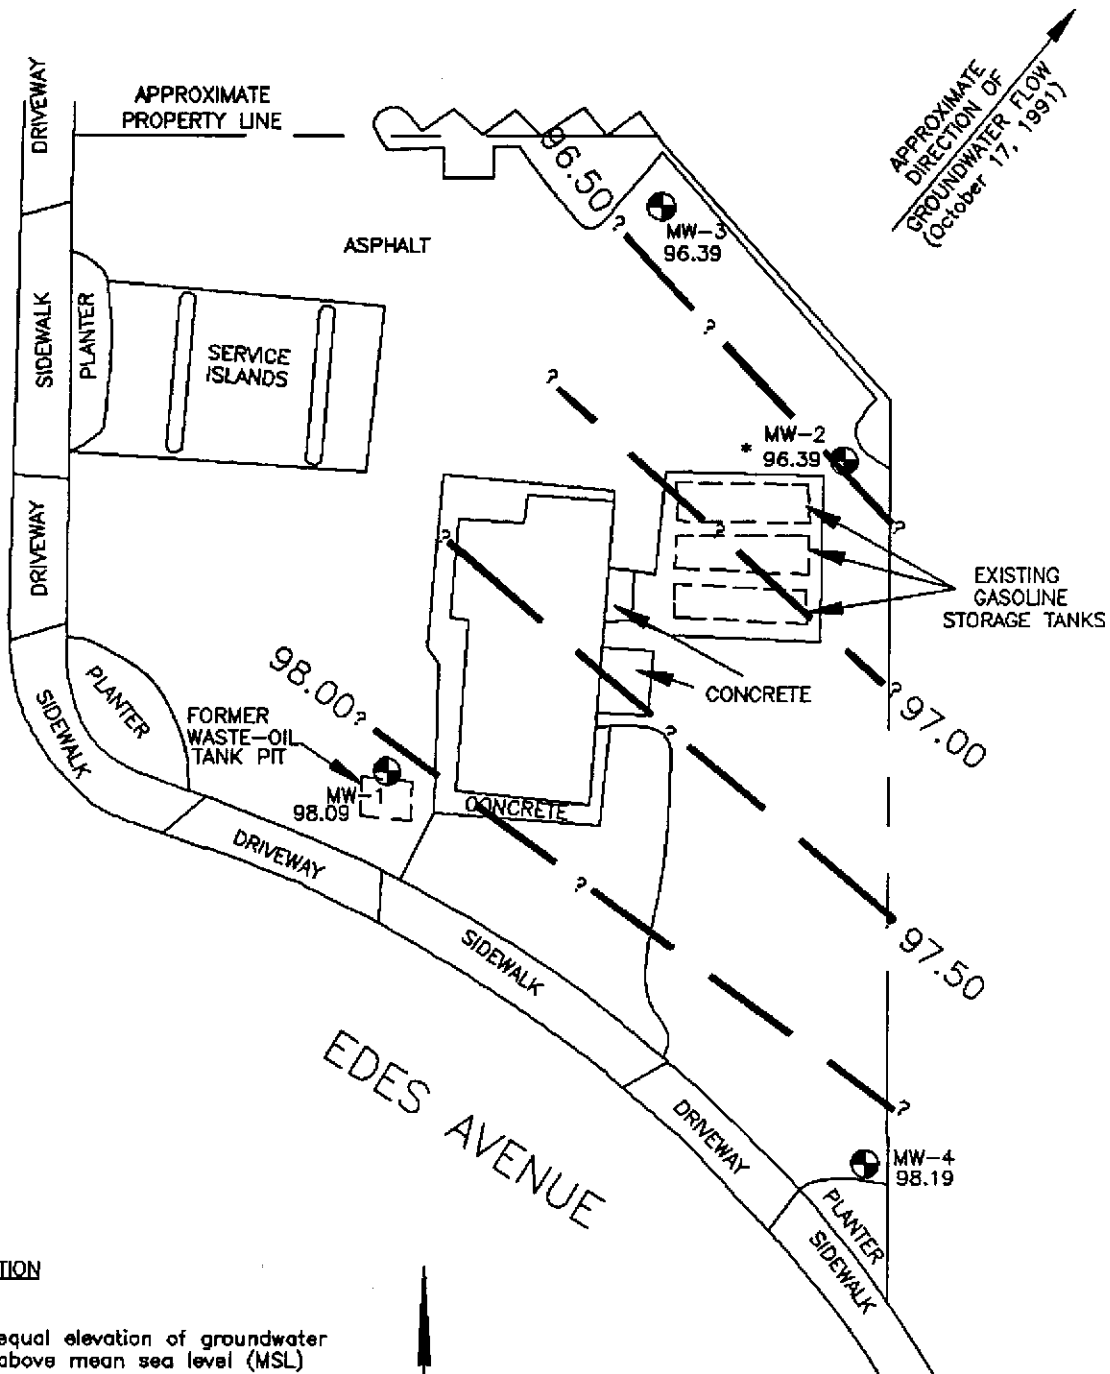 DRIVEWAY
APPROXIMATE
PROPERTY LINE
APPROXIMATE
DIRECTION OF
GROUNDWATER FLOW
(October 17, 1991)
96.50
?
MW-3
96.39
ASPHALT
SIDEWALK
PLANTER
SERVICE
ISLANDS
?
?
* MW-2
96.39
?
?
?
DRIVEWAY
EXISTING
GASOLINE
STORAGE TANKS
CONCRETE
?
97.00
98.00
?
?
PLANTER
SIDEWALK
FORMER
WASTE-OIL
TANK PIT
MW-1
98.09
CONCRETE
DRIVEWAY
?
97.50
SIDEWALK
EDES AVENUE
?
DRIVEWAY
MW-4
98.19
PLANTER
SIDEWALK
TION
equal elevation of groundwater
above mean sea level (MSL)